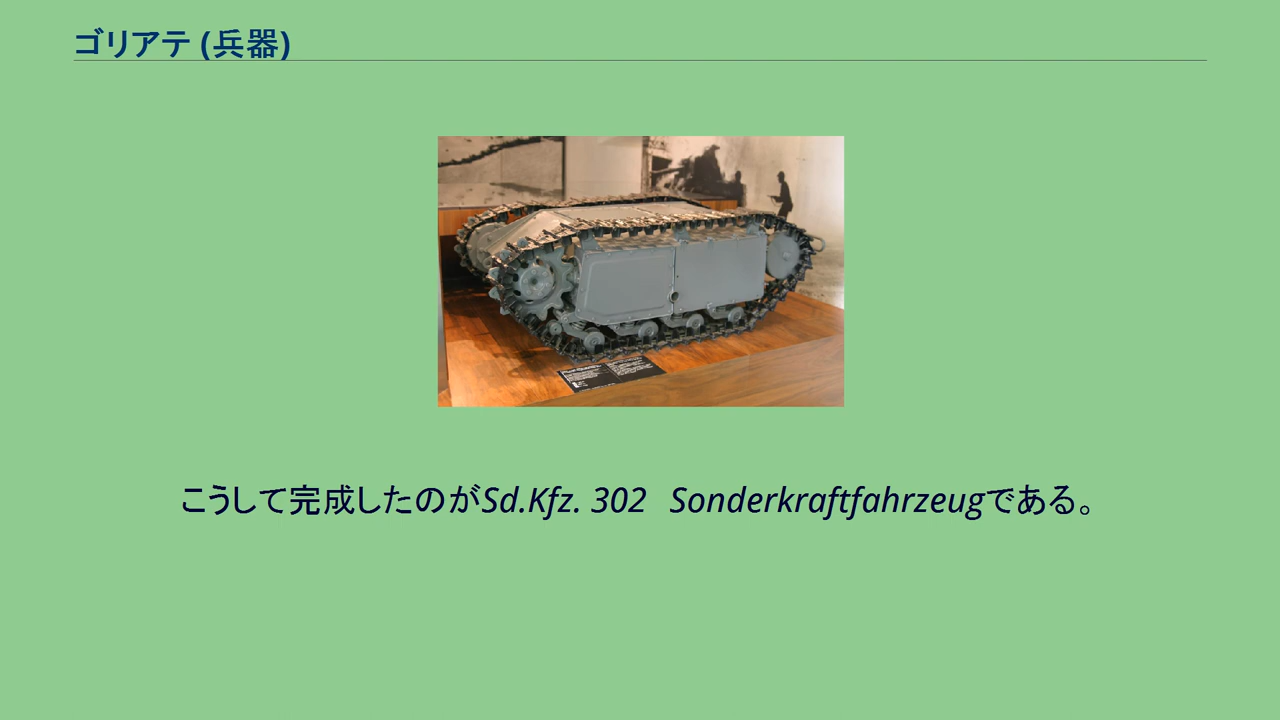 ゴリアテ (兵器)
こうして完成したのがSd.Kfz. 302 Sonderkraftfahrzeugである。